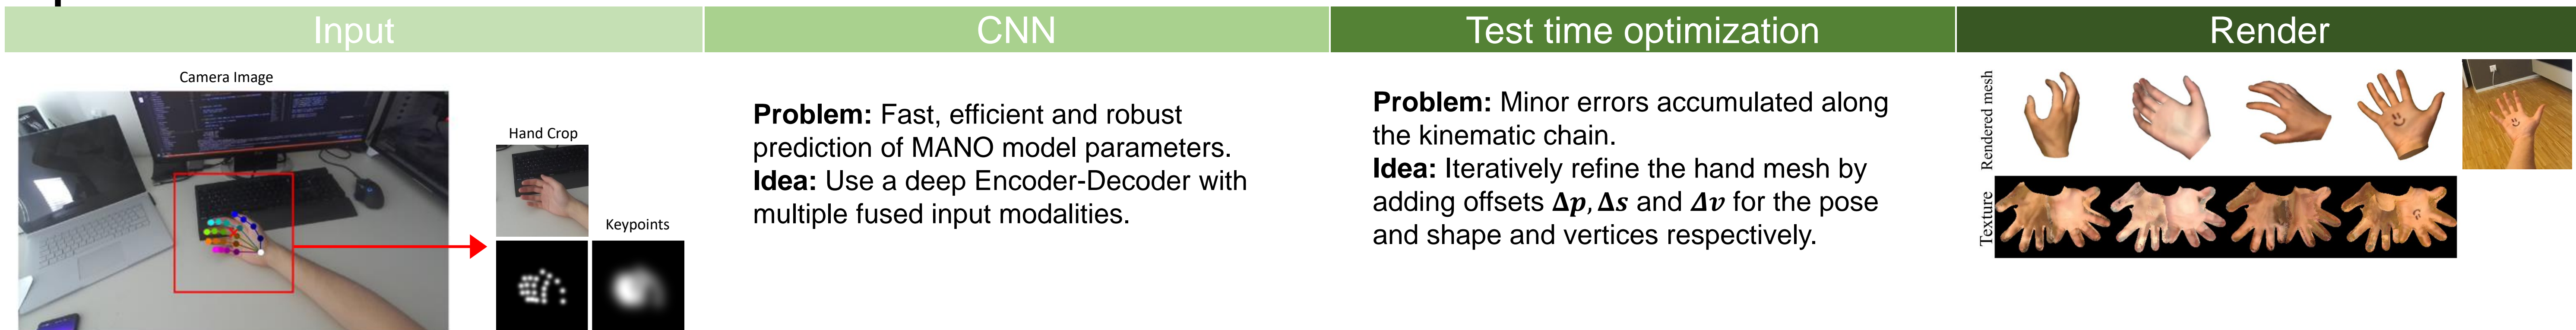 Input
CNN
Test time optimization
Render
Camera Image
Hand Crop
Keypoints
Problem: Fast, efficient and robust
prediction of MANO model parameters.
Idea: Use a deep Encoder-Decoder with
multiple fused input modalities.
Problem: Minor errors accumulated along
the kinematic chain.
Idea: Iteratively refine the hand mesh by
adding offsets Δp, Δs and Δv for the pose
and shape and vertices respectively.
Rendered mesh
Texture